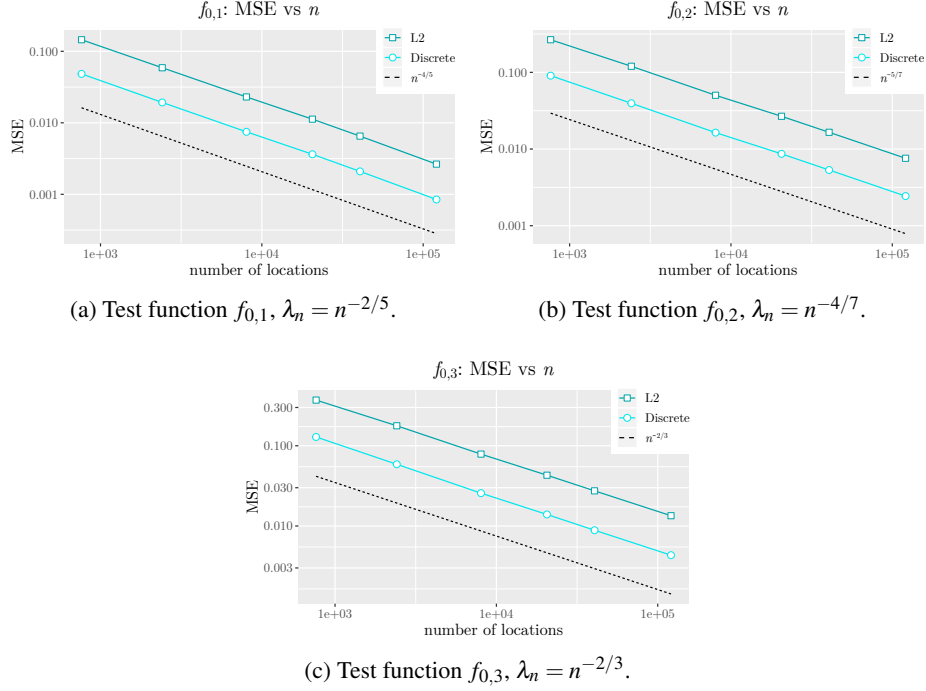 f0,1: MSE vs n
L2
Discrete
n−4/5
0.100
0.010
0.001
MSE
1e+03 1e+04 1e+05
number of locations
(a) Test function f0,1, λn = n−2/5.
f0,2: MSE vs n
L2
Discrete
n−5/7
0.100
0.010
0.001
MSE
1e+03 1e+04 1e+05
number of locations
(b) Test function f0,2, λn = n−4/7.
f0,3: MSE vs n
L2
Discrete
n−2/3
0.300
0.100
0.030
0.010
0.003
MSE
1e+03 1e+04 1e+05
number of locations
(c) Test function f0,3, λn = n−2/3.